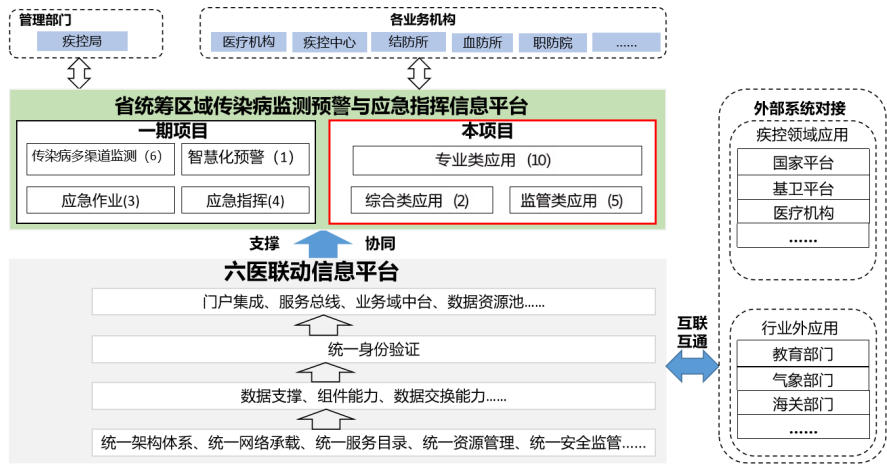 管理部门
疾控局
各业务机构
医疗机构
疾控中心
结防所
血防所
职防院
......
省统筹区域传染病监测预警与应急指挥信息平台
一期项目
传染病多渠道监测（6）
智慧化预警（1）
应急作业(3)
应急指挥(4)
本项目
专业类应用（10）
综合类应用（2）
监管类应用（5）
支撑
协同
六医联动信息平台
门户集成、服务总线、业务域中台、数据资源池......
统一身份验证
数据支撑、组件能力、数据交换能力......
统一架构体系、统一网络承载、统一服务目录、统一资源管理、统一安全监管......
互联
互通
外部系统对接
疾控领域应用
国家平台
基卫平台
医疗机构
......
行业外应用
教育部门
气象部门
海关部门
......